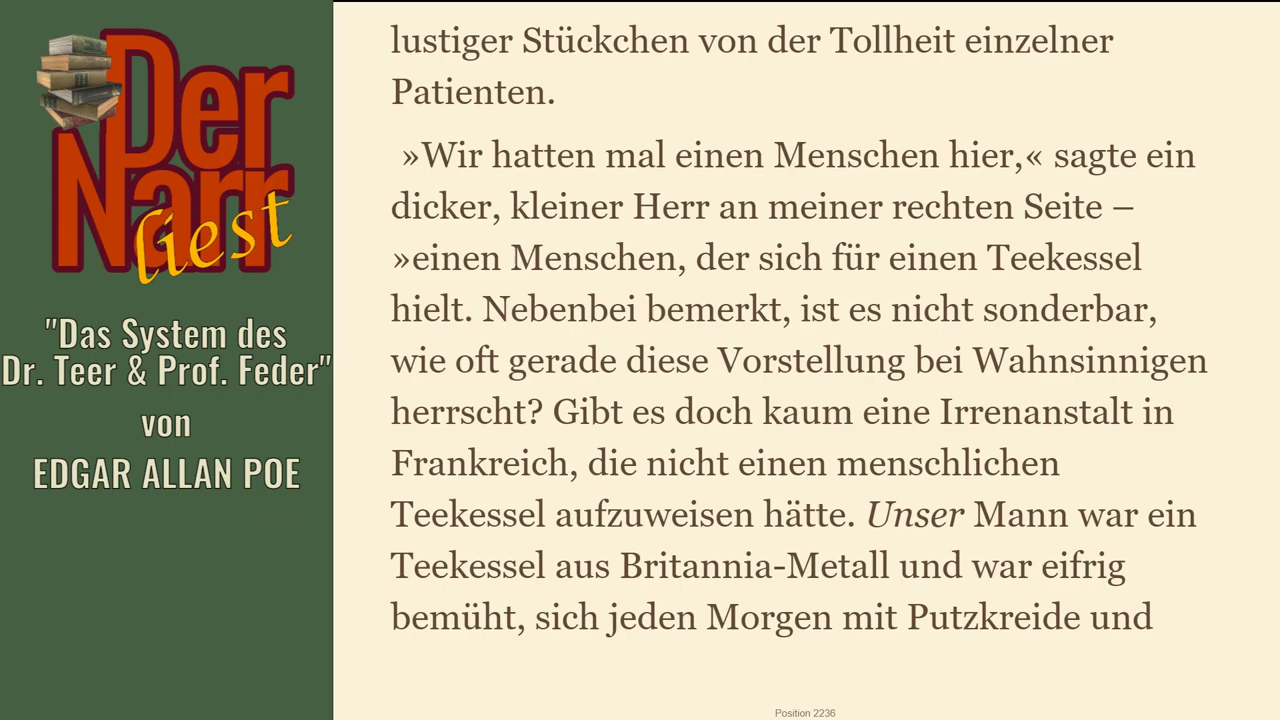 Der
Narr
liest
"Das System des
Dr. Teer & Prof. Feder"
von
EDGAR ALLAN POE
lustiger Stückchen von der Tollheit einzelner
Patienten.
»Wir hatten mal einen Menschen hier,« sagte ein
dicker, kleiner Herr an meiner rechten Seite –
»einen Menschen, der sich für einen Teekessel
hielt. Nebenbei bemerkt, ist es nicht sonderbar,
wie oft gerade diese Vorstellung bei Wahnsinnigen
herrscht? Gibt es doch kaum eine Irrenanstalt in
Frankreich, die nicht einen menschlichen
Teekessel aufzuweisen hätte. Unser Mann war ein
Teekessel aus Britannia-Metall und war eifrig
bemüht, sich jeden Morgen mit Putzkreide und
Position 2236